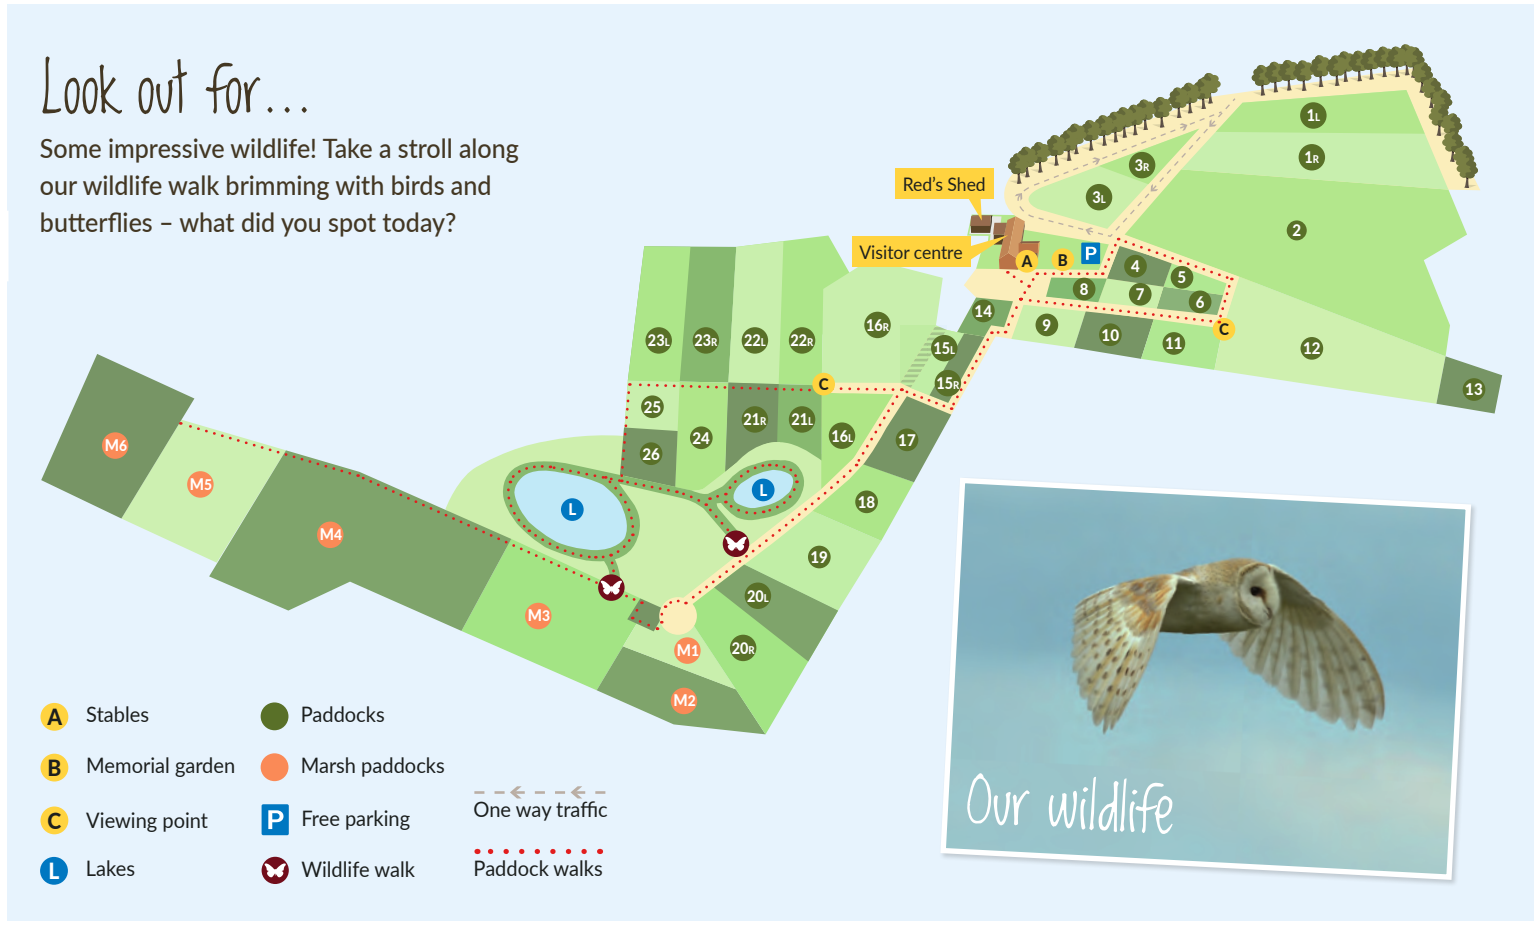 Look out for...
Some impressive wildlife! Take a stroll along
our wildlife walk brimming with birds and
butterflies – what did you spot today?
1L
1R
3R
Red's Shed
3L
2
Visitor centre
A
B
P
4
5
8
7
6
14
9
10
11
C
12
13
16R
23L
23R
22L
22R
15L
15R
C
25
24
21R
21L
16L
17
26
M6
M5
L
L
18
M4
19
20L
M3
M1
20R
M2
A Stables
Paddocks
B Memorial garden
Marsh paddocks
C Viewing point
P Free parking
One way traffic
L Lakes
Wildlife walk
Paddock walks
Our wildlife